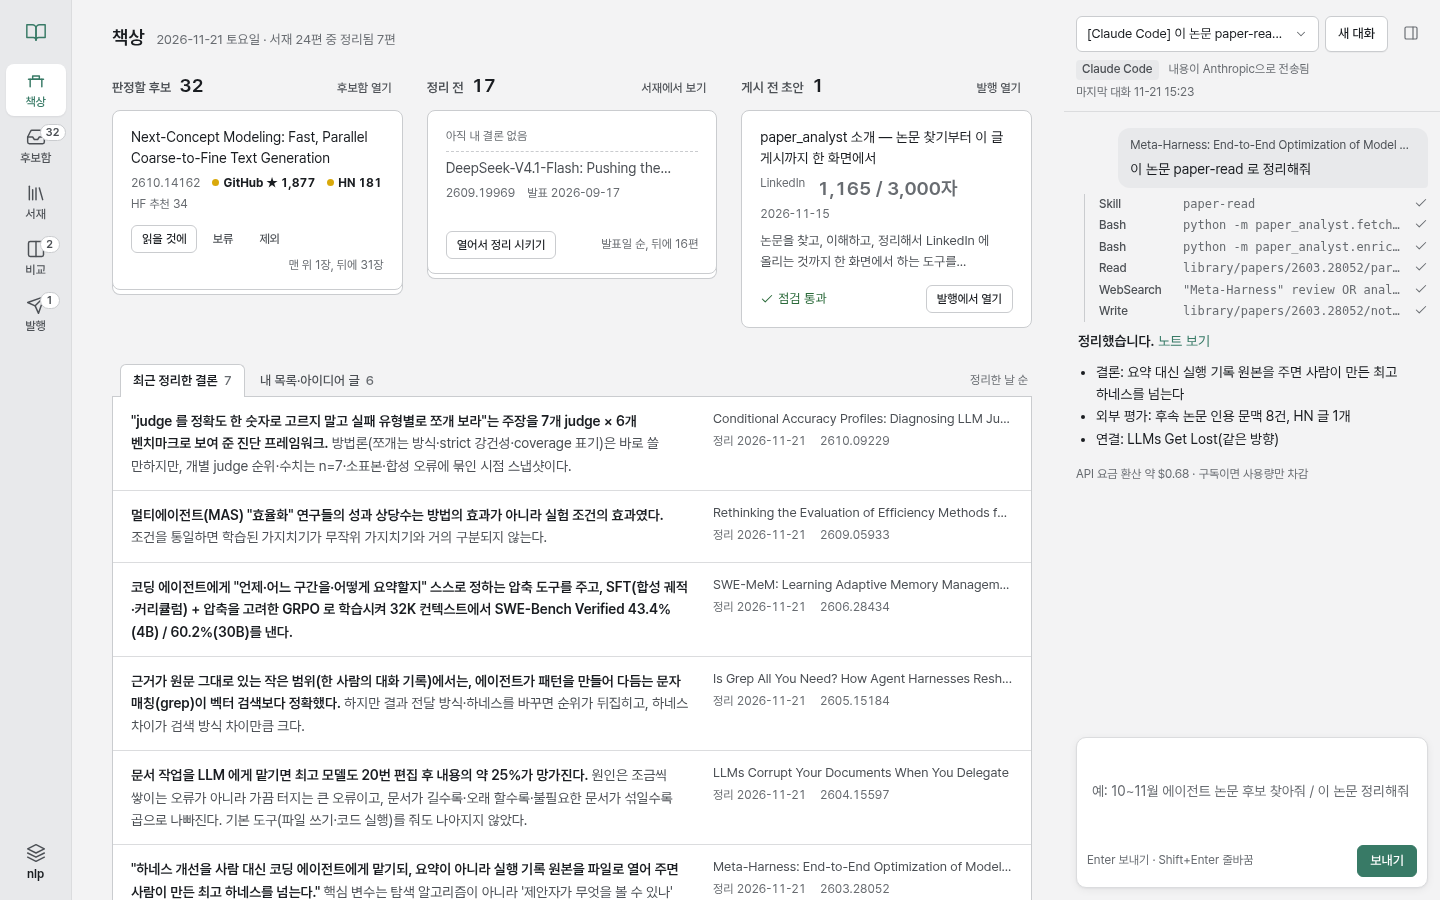 책상
32
후보함
서재
2
비교
1
발행
nlp
책상 2026-11-21 토요일 · 서재 24편 중 정리됨 7편
판정할 후보 32 후보함 열기
Next-Concept Modeling: Fast, Parallel
Coarse-to-Fine Text Generation
2610.14162 GitHub ★ 1,877 HN 181
HF 추천 34
읽을 것에 보류 제외
맨 위 1장, 뒤에 31장
정리 전 17 서재에서 보기
아직 내 결론 없음
DeepSeek-V4.1-Flash: Pushing the...
2609.19969 발표 2026-09-17
열어서 정리 시키기 발표일 순, 뒤에 16편
게시 전 초안 1 발행 열기
paper_analyst 소개 — 논문 찾기부터 이 글
게시까지 한 화면에서
LinkedIn 1,165 / 3,000자
2026-11-15
논문을 찾고, 이해하고, 정리해서 LinkedIn 에
올리는 것까지 한 화면에서 하는 도구를...
점검 통과 발행에서 열기
최근 정리한 결론 7 내 목록·아이디어 글 6 정리한 날 순
"judge 를 정확도 한 숫자로 고르지 말고 실패 유형별로 쪼개 보라"는 주장을 7개 judge × 6개
벤치마크로 보여 준 진단 프레임워크. 방법론(쪼개는 방식·strict 강건성·coverage 표기)은 바로 쓸
만하지만, 개별 judge 순위·수치는 n=7·소표본·합성 오류에 묶인 시점 스냅샷이다.
Conditional Accuracy Profiles: Diagnosing LLM Ju...
정리 2026-11-21 2610.09229
멀티에이전트(MAS) "효율화" 연구들의 성과 상당수는 방법의 효과가 아니라 실험 조건의 효과였다.
조건을 통일하면 학습된 가지치기가 무작위 가지치기와 거의 구분되지 않는다.
Rethinking the Evaluation of Efficiency Methods f...
정리 2026-11-21 2609.05933
코딩 에이전트에게 "언제·어느 구간을·어떻게 요약할지" 스스로 정하는 압축 도구를 주고, SFT(합성 궤적
·커리큘럼) + 압축을 고려한 GRPO 로 학습시켜 32K 컨텍스트에서 SWE-Bench Verified 43.4%
(4B) / 60.2%(30B)를 낸다.
SWE-MeM: Learning Adaptive Memory Managem...
정리 2026-11-21 2606.28434
근거가 원문 그대로 있는 작은 범위(한 사람의 대화 기록)에서는, 에이전트가 패턴을 만들어 다듬는 문자
매칭(grep)이 벡터 검색보다 정확했다. 하지만 결과 전달 방식·하네스를 바꾸면 순위가 뒤집히고, 하네스
차이가 검색 방식 차이만큼 크다.
Is Grep All You Need? How Agent Harnesses Resh...
정리 2026-11-21 2605.15184
문서 작업을 LLM 에게 맡기면 최고 모델도 20번 편집 후 내용의 약 25%가 망가진다. 원인은 조금씩
쌓이는 오류가 아니라 가끔 터지는 큰 오류이고, 문서가 길수록·오래 할수록·불필요한 문서가 섞일수록
곱으로 나빠진다. 기본 도구(파일 쓰기·코드 실행)를 줘도 나아지지 않았다.
LLMs Corrupt Your Documents When You Delegate
정리 2026-11-21 2604.15597
"하네스 개선을 사람 대신 코딩 에이전트에게 맡기되, 요약이 아니라 실행 기록 원본을 파일로 열어 주면
사람이 만든 최고 하네스를 넘는다." 핵심 변수는 탐색 알고리즘이 아니라 '제안자가 무엇을 볼 수 있나'
Meta-Harness: End-to-End Optimization of Model...
정리 2026-11-21 2603.28052
[Claude Code] 이 논문 paper-rea... 새 대화
Claude Code 내용이 Anthropic으로 전송됨
마지막 대화 11-21 15:23
Meta-Harness: End-to-End Optimization of Model ...
이 논문 paper-read 로 정리해줘
Skill paper-read
Bash python -m paper_analyst.fetch...
Bash python -m paper_analyst.enric...
Read library/papers/2603.28052/par...
WebSearch "Meta-Harness" review OR anal...
Write library/papers/2603.28052/not...
정리했습니다. 노트 보기
• 결론: 요약 대신 실행 기록 원본을 주면 사람이 만든 최고
하네스를 넘는다
• 외부 평가: 후속 논문 인용 문맥 8건, HN 글 1개
• 연결: LLMs Get Lost(같은 방향)
API 요금 환산 약 $0.68 · 구독이면 사용량만 차감
예: 10~11월 에이전트 논문 후보 찾아줘 / 이 논문 정리해줘
Enter 보내기 · Shift+Enter 줄바꿈 보내기